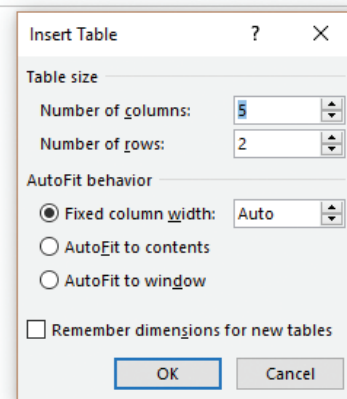 Insert Table ? ×
Table size
Number of columns: 5
Number of rows: 2
AutoFit behavior
Fixed column width: Auto
AutoFit to contents
AutoFit to window
Remember dimensions for new tables
OK Cancel